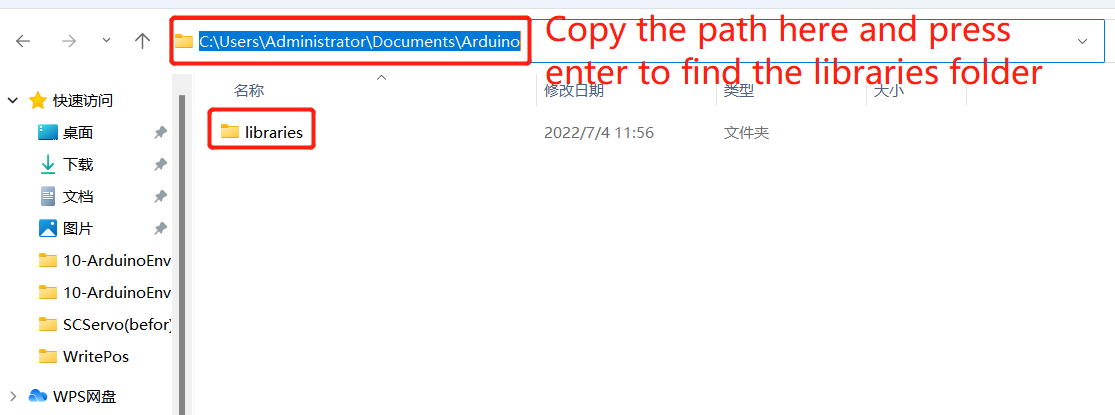 C:\Users\Administrator\Documents\Arduino
Copy the path here and press
enter to find the libraries folder
名称
修改日期
类型
大小
libraries
2022/7/4 11:56
文件夹
快速访问
桌面
下载
文档
图片
10-ArduinoEnv
10-ArduinoEnv
SCServo(befor)
WritePos
WPS网盘